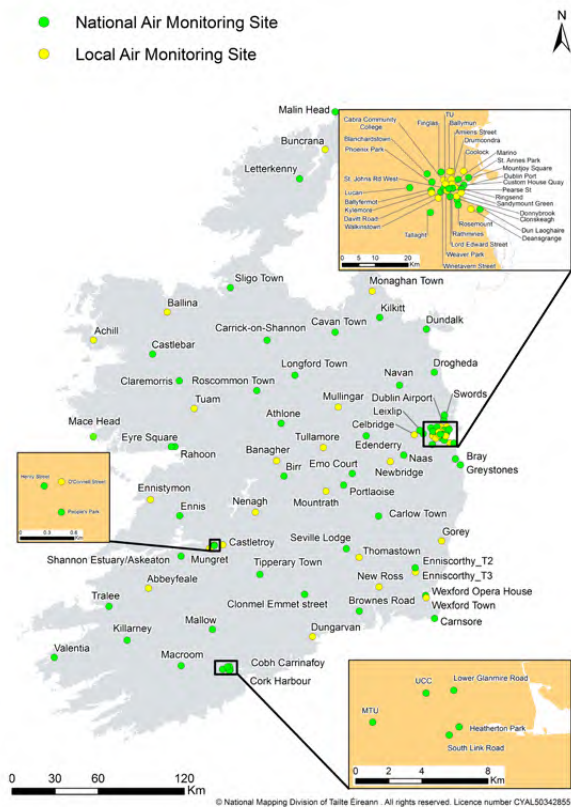 National Air Monitoring Site
Local Air Monitoring Site
N
Malin Head
Buncrana
Letterkenny
Cabra Community
College
Finglas
TU
Ballymun
Amiens Street
Drumcondra
Blanchardstown
Phoenix Park
Coolock
Marino
St. Annes Park
Mountjoy Square
Dublin Port
Custom House Quay
Pearse St
Ringsend
Sandymount Green
Donnybrook
Clonskeagh
Dun Laoghaire
Deansgrange
St. Johns Rd West
Lucan
Ballyfermot
Kylemore
Davitt Road
Walkinstown
Tallaght
Rosemount
Rathmines
Lord Edward Street
Weaver Park
Winetavern Street
0 10 20
Km
Sligo Town
Monaghan Town
Ballina
Kilkitt
Achill
Carrick-on-Shannon
Cavan Town
Dundalk
Castlebar
Longford Town
Drogheda
Claremorris
Roscommon Town
Navan
Swords
Tuam
Mullingar
Dublin Airport
Leixlip
Mace Head
Athlone
Celbridge
Eyre Square
Tullamore
Edenderry
Naas
Bray
Rahoon
Banagher
Emo Court
Newbridge
Greystones
Birr
Henry Street
O'Connell Street
People's Park
0 0.3 0.6
Km
Ennistymon
Nenagh
Mountrath
Portlaoise
Ennis
Carlow Town
Castletroy
Seville Lodge
Gorey
Shannon Estuary/Askeaton
Mungret
Thomastown
Tipperary Town
Enniscorthy_T2
Abbeyfeale
New Ross
Enniscorthy_T3
Clonmel Emmet street
Wexford Opera House
Tralee
Brownes Road
Wexford Town
Mallow
Killarney
Dungarvan
Carnsore
Valentia
Macroom
Cobh Carrinafoy
Cork Harbour
UCC
Lower Glanmire Road
MTU
Heatherton Park
South Link Road
0 2 4 6 8
Km
0 30 60 120
Km
© National Mapping Division of Tailte Éireann . All rights reserved. Licence number CYAL50342855